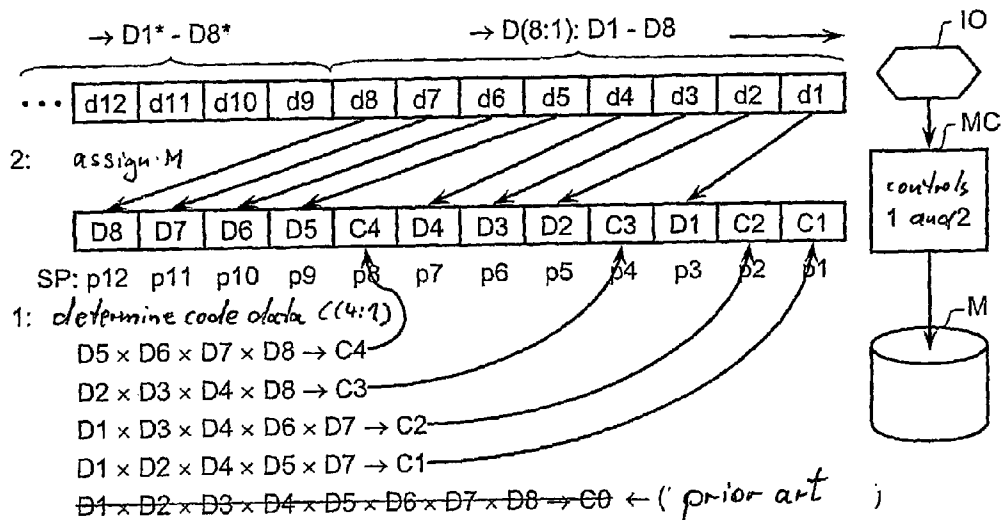 → D1* - D8*
→ D(8:1): D1 - D8
IO
••• d12 d11 d10 d9 d8 d7 d6 d5 d4 d3 d2 d1
MC
2: assign M
controls
1 and 2
D8 D7 D6 D5 C4 D4 D3 D2 C3 D1 C2 C1
SP: p12 p11 p10 p9 p8 p7 p6 p5 p4 p3 p2 p1
M
1: determine code data C(4:1)
D5 × D6 × D7 × D8 → C4
D2 × D3 × D4 × D8 → C3
D1 × D3 × D4 × D6 × D7 → C2
D1 × D2 × D4 × D5 × D7 → C1
D1 × D2 × D3 × D4 × D5 × D6 × D7 × D8 → C0 ← ( prior art )